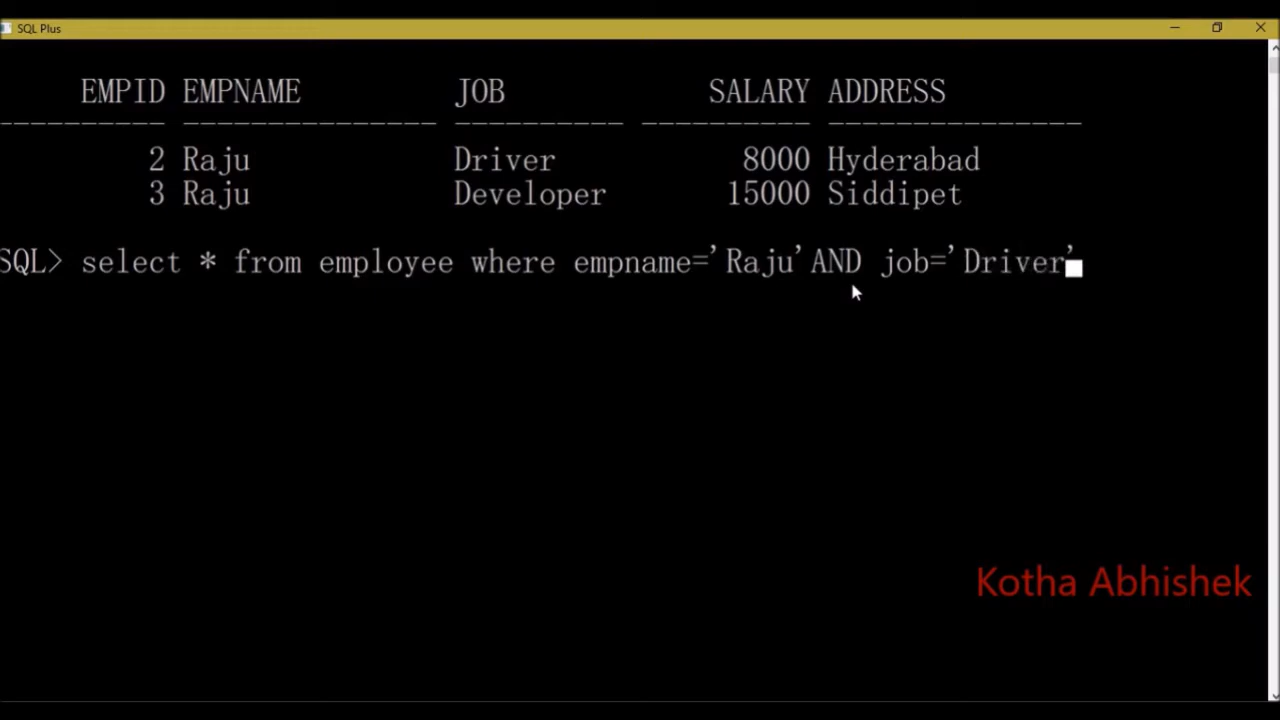 SQL Plus
EMPID EMPNAME JOB SALARY ADDRESS
---------- --------------- ---------- ---------- ---------------
2 Raju Driver 8000 Hyderabad
3 Raju Developer 15000 Siddipet
SQL> select * from employee where empname='Raju'AND job='Driver'
Kotha Abhishek